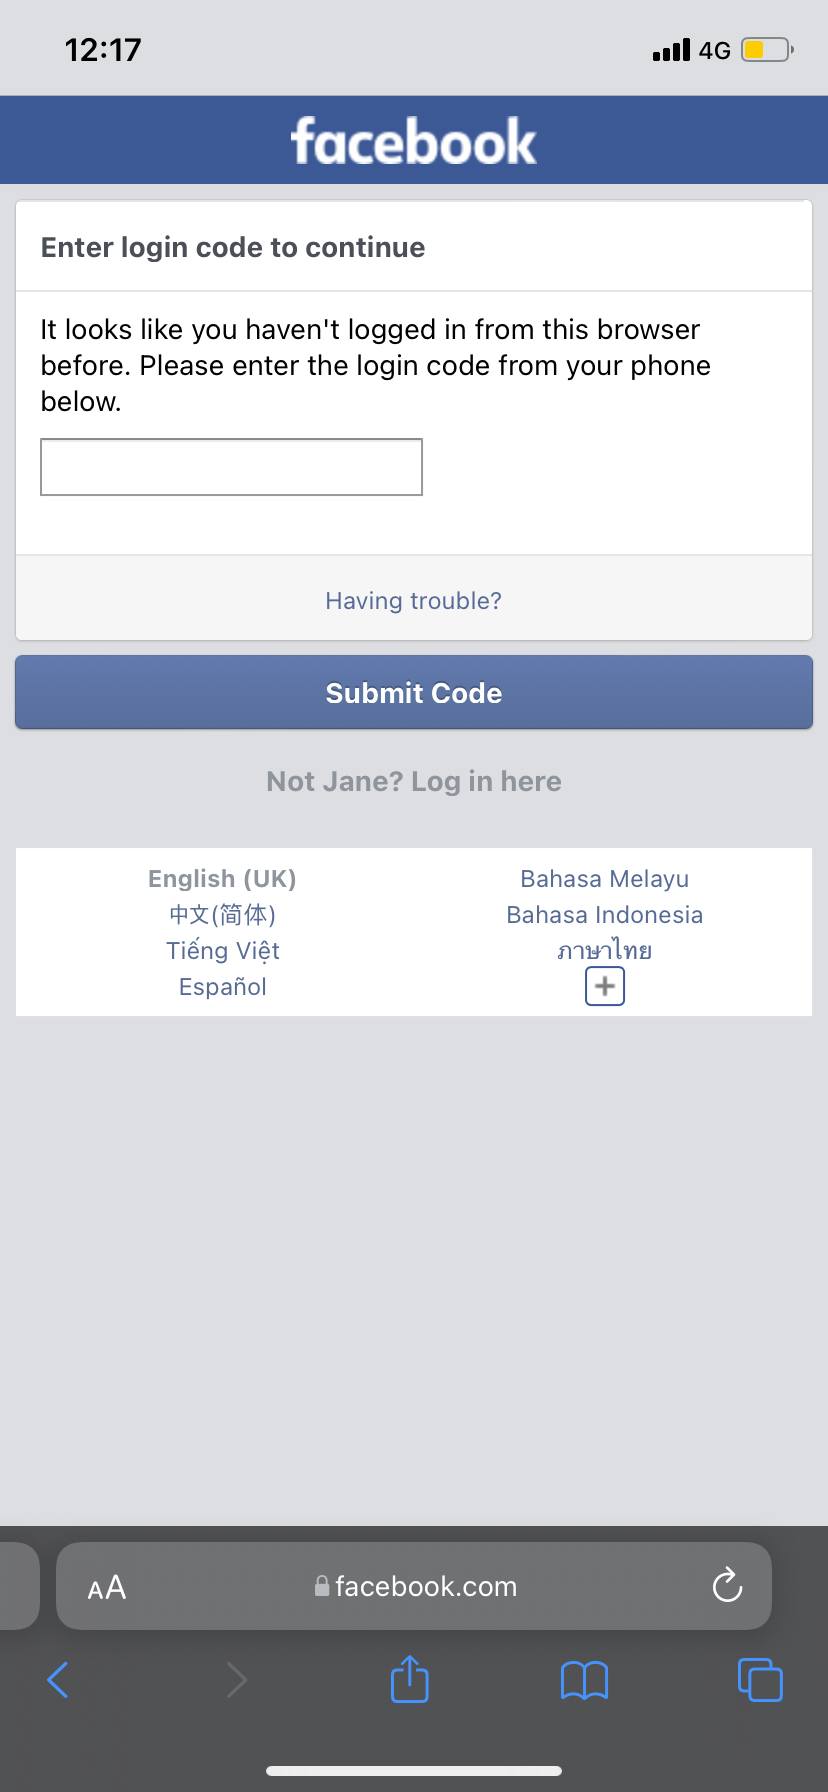 12:17
4G
facebook
Enter login code to continue
It looks like you haven't logged in from this browser
before. Please enter the login code from your phone
below.
Having trouble?
Submit Code
Not Jane? Log in here
English (UK)
Bahasa Melayu
中文(简体)
Bahasa Indonesia
Tiếng Việt
ภาษาไทย
Español
+
AA
facebook.com